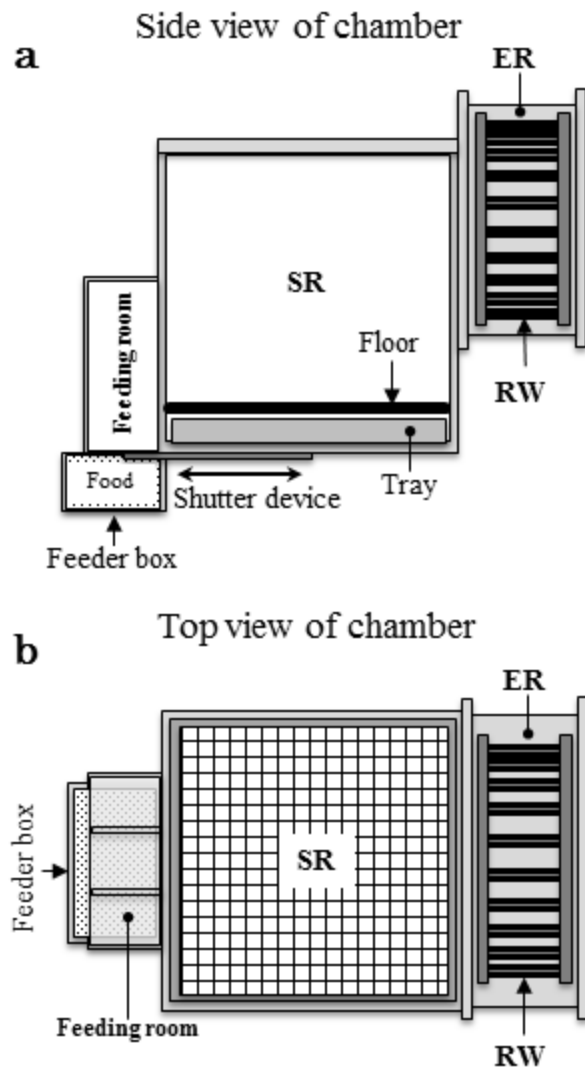 Side view of chamber
a
ER
SR
Feeding room
Floor
RW
Food
Tray
Shutter device
Feeder box
Top view of chamber
b
ER
SR
Feeder box
Feeding room
RW